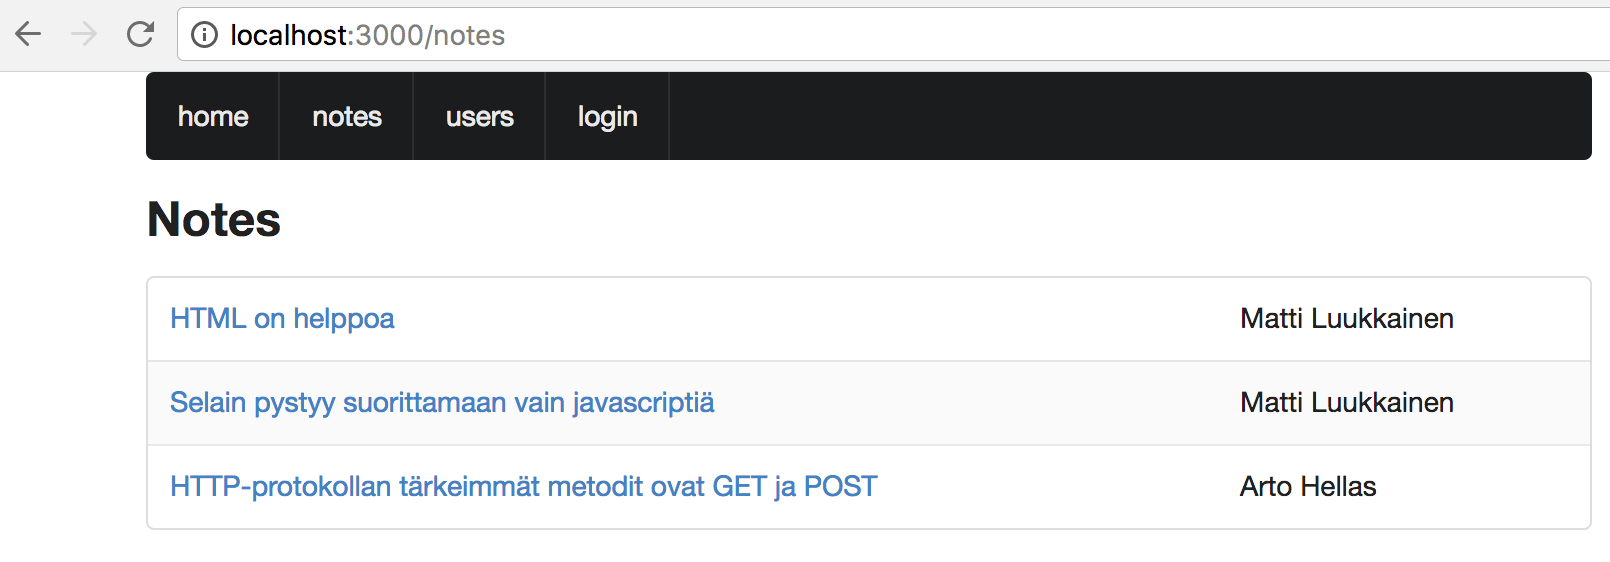 localhost:3000/notes
home notes users login
Notes
HTML on helppoa Matti Luukkainen
Selain pystyy suorittamaan vain javascriptiä Matti Luukkainen
HTTP-protokollan tärkeimmät metodit ovat GET ja POST Arto Hellas